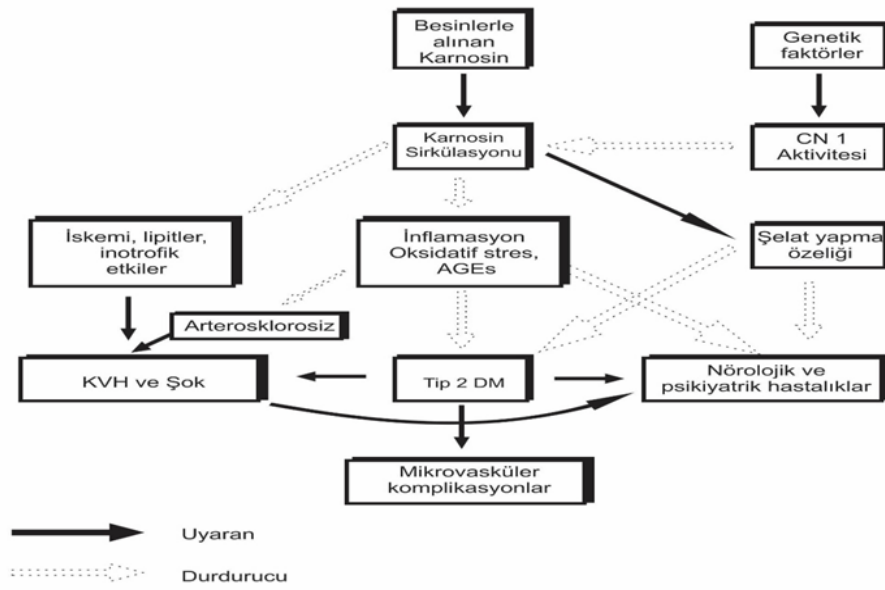 Besinlerle
alınan
Karnosin
Genetik
faktörler
Karnosin
Sirkülasyonu
CN 1
Aktivitesi
İskemi, lipitler,
inotrofik
etkiler
İnflamasyon
Oksidatif stres,
AGEs
Şelat yapma
özeliği
Arterosklorosiz
KVH ve Şok
Tip 2 DM
Nörolojik ve
psikiyatrik hastalıklar
Mikrovasküler
komplikasyonlar
Uyaran
Durdurucu